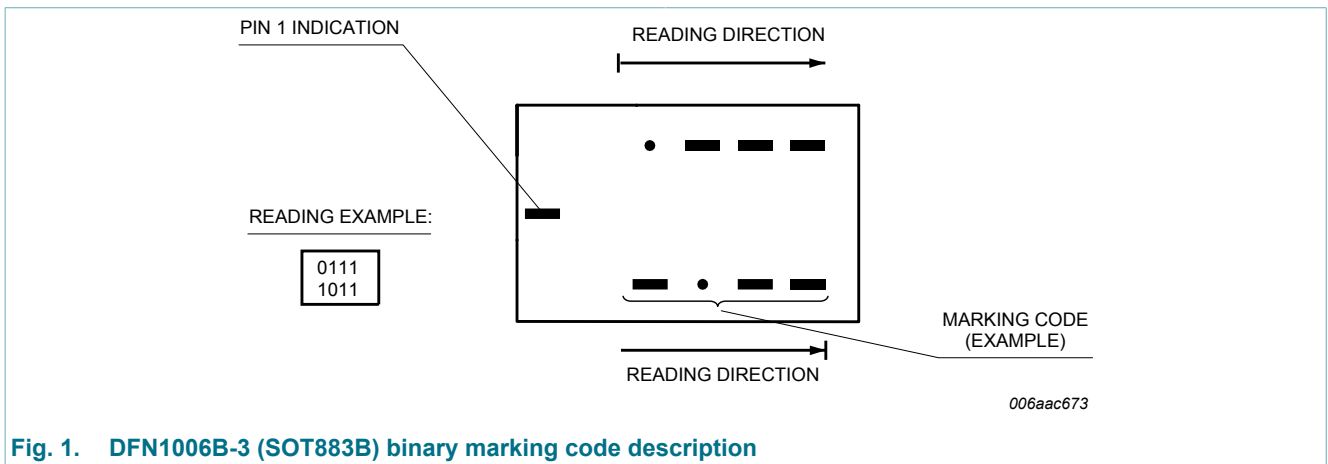 PIN 1 INDICATION
READING DIRECTION
READING EXAMPLE:
0111
1011
MARKING CODE
(EXAMPLE)
READING DIRECTION
006aac673
Fig. 1. DFN1006B-3 (SOT883B) binary marking code description